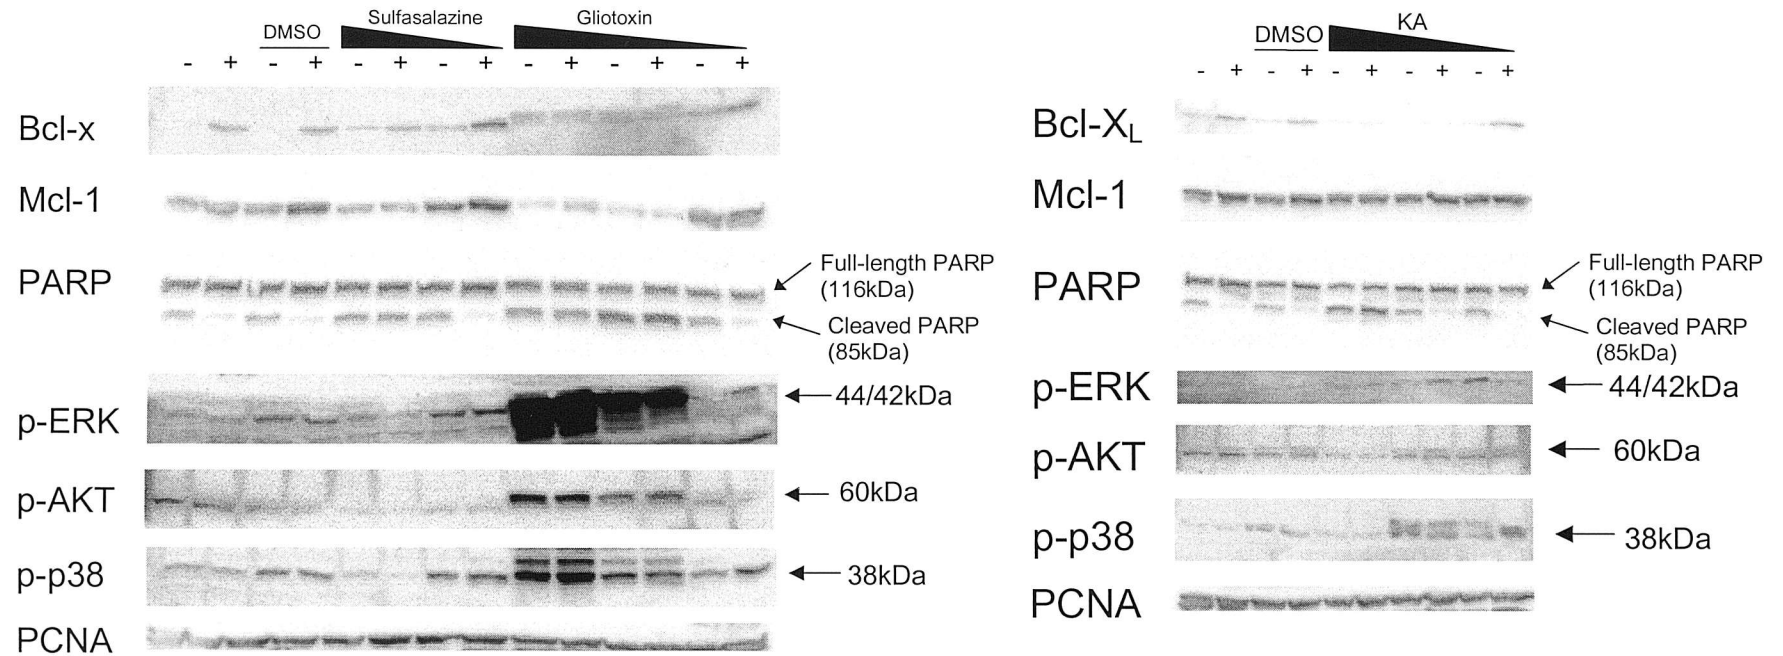 Sulfasalazine Gliotoxin
DMSO
- + - + - + - + - + - + - +
Bcl-x
Mcl-1
PARP
Full-length PARP
(116kDa)
Cleaved PARP
(85kDa)
p-ERK
44/42kDa
p-AKT
60kDa
p-p38
38kDa
PCNA
KA
DMSO
- + - + - + - + - +
Bcl-XL
Mcl-1
PARP
Full-length PARP
(116kDa)
Cleaved PARP
(85kDa)
p-ERK
44/42kDa
p-AKT
60kDa
p-p38
38kDa
PCNA